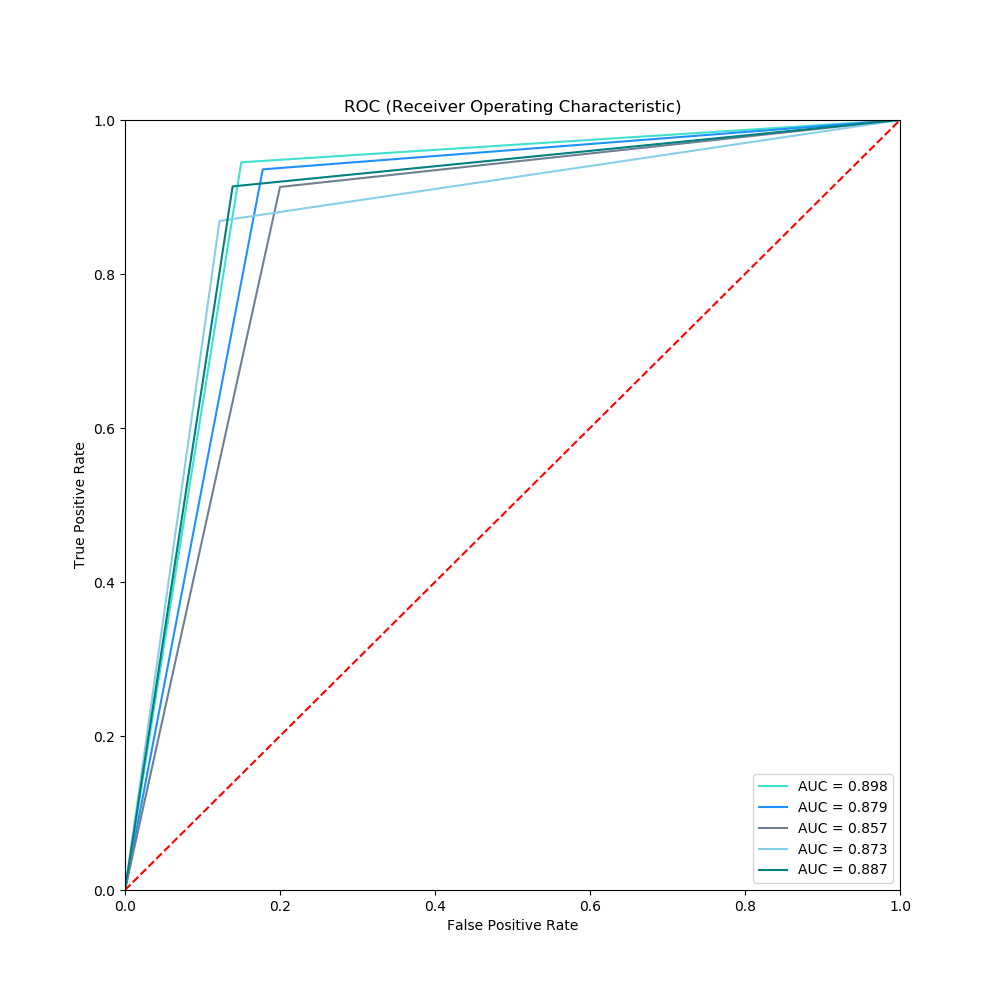 ROC (Receiver Operating Characteristic)
1.0
0.8
0.6
0.4
0.2
0.0
True Positive Rate
AUC = 0.898
AUC = 0.879
AUC = 0.857
AUC = 0.873
AUC = 0.887
0.0 0.2 0.4 0.6 0.8 1.0
False Positive Rate